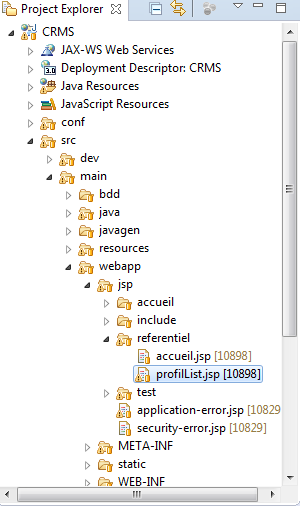 Project Explorer
CRMS
JAX-WS Web Services
3.0 Deployment Descriptor: CRMS
Java Resources
JavaScript Resources
conf
src
dev
main
bdd
java
javagen
resources
webapp
jsp
accueil
include
referentiel
accueil.jsp [10898]
profilList.jsp [10898]
test
application-error.jsp [10829
security-error.jsp [10829]
META-INF
static
WEB-INF